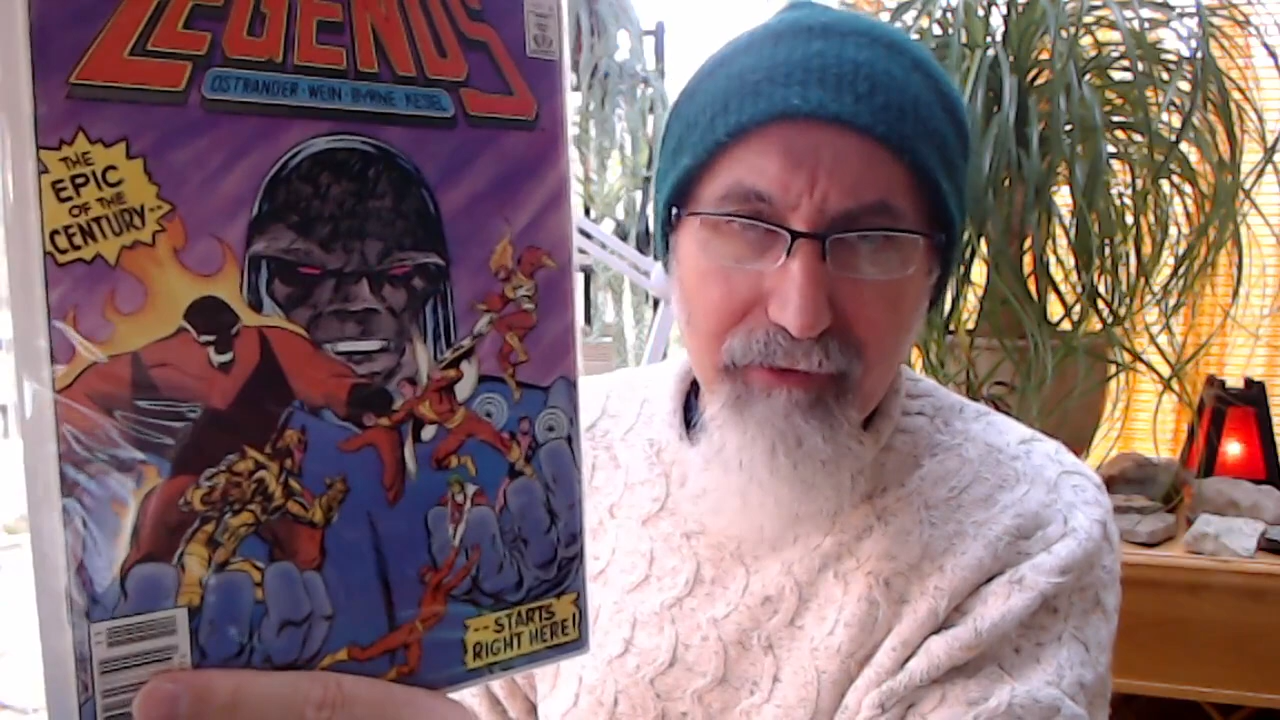 LEGENDS
OSTRANDER • WEIN • BYRNE • KESEL
THE
EPIC
OF THE
CENTURY--
--STARTS
RIGHT HERE!